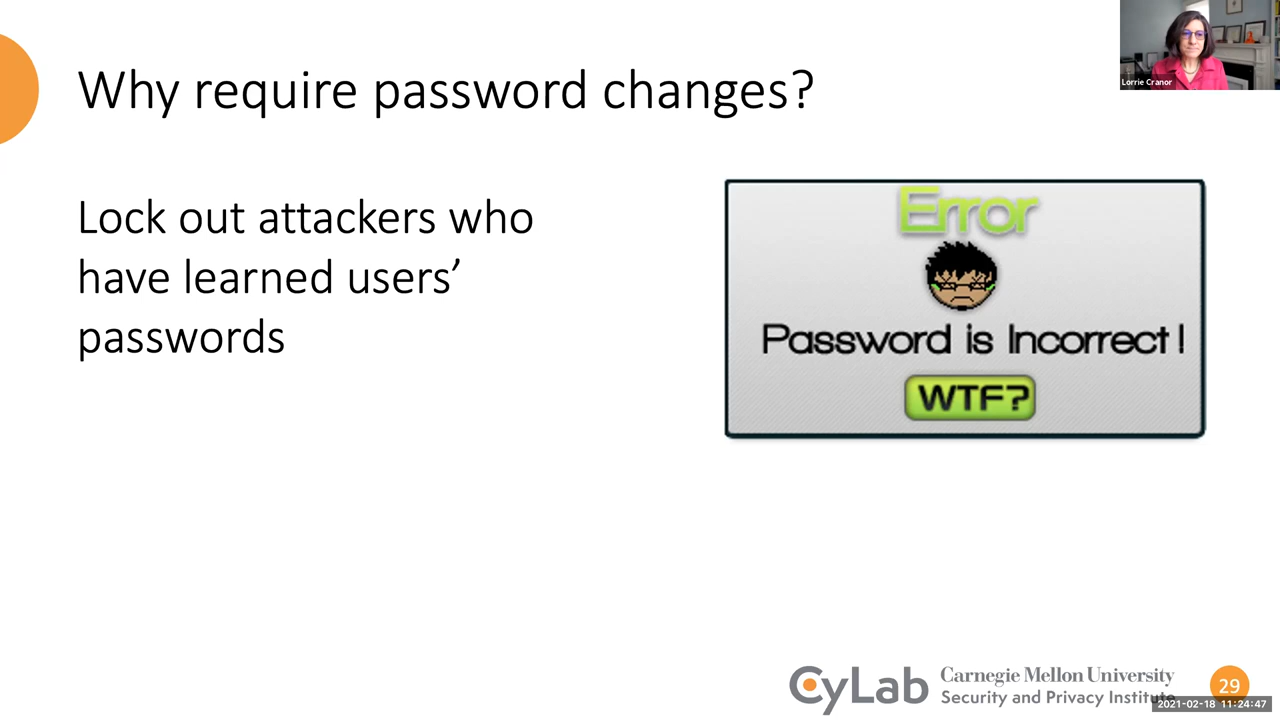 Lorrie Cranor
Why require password changes?
Lock out attackers who
have learned users’
passwords
Error
Password is Incorrect!
WTF?
CyLab
Carnegie Mellon University
Security and Privacy Institute
29
2021-02-18 11:24:47